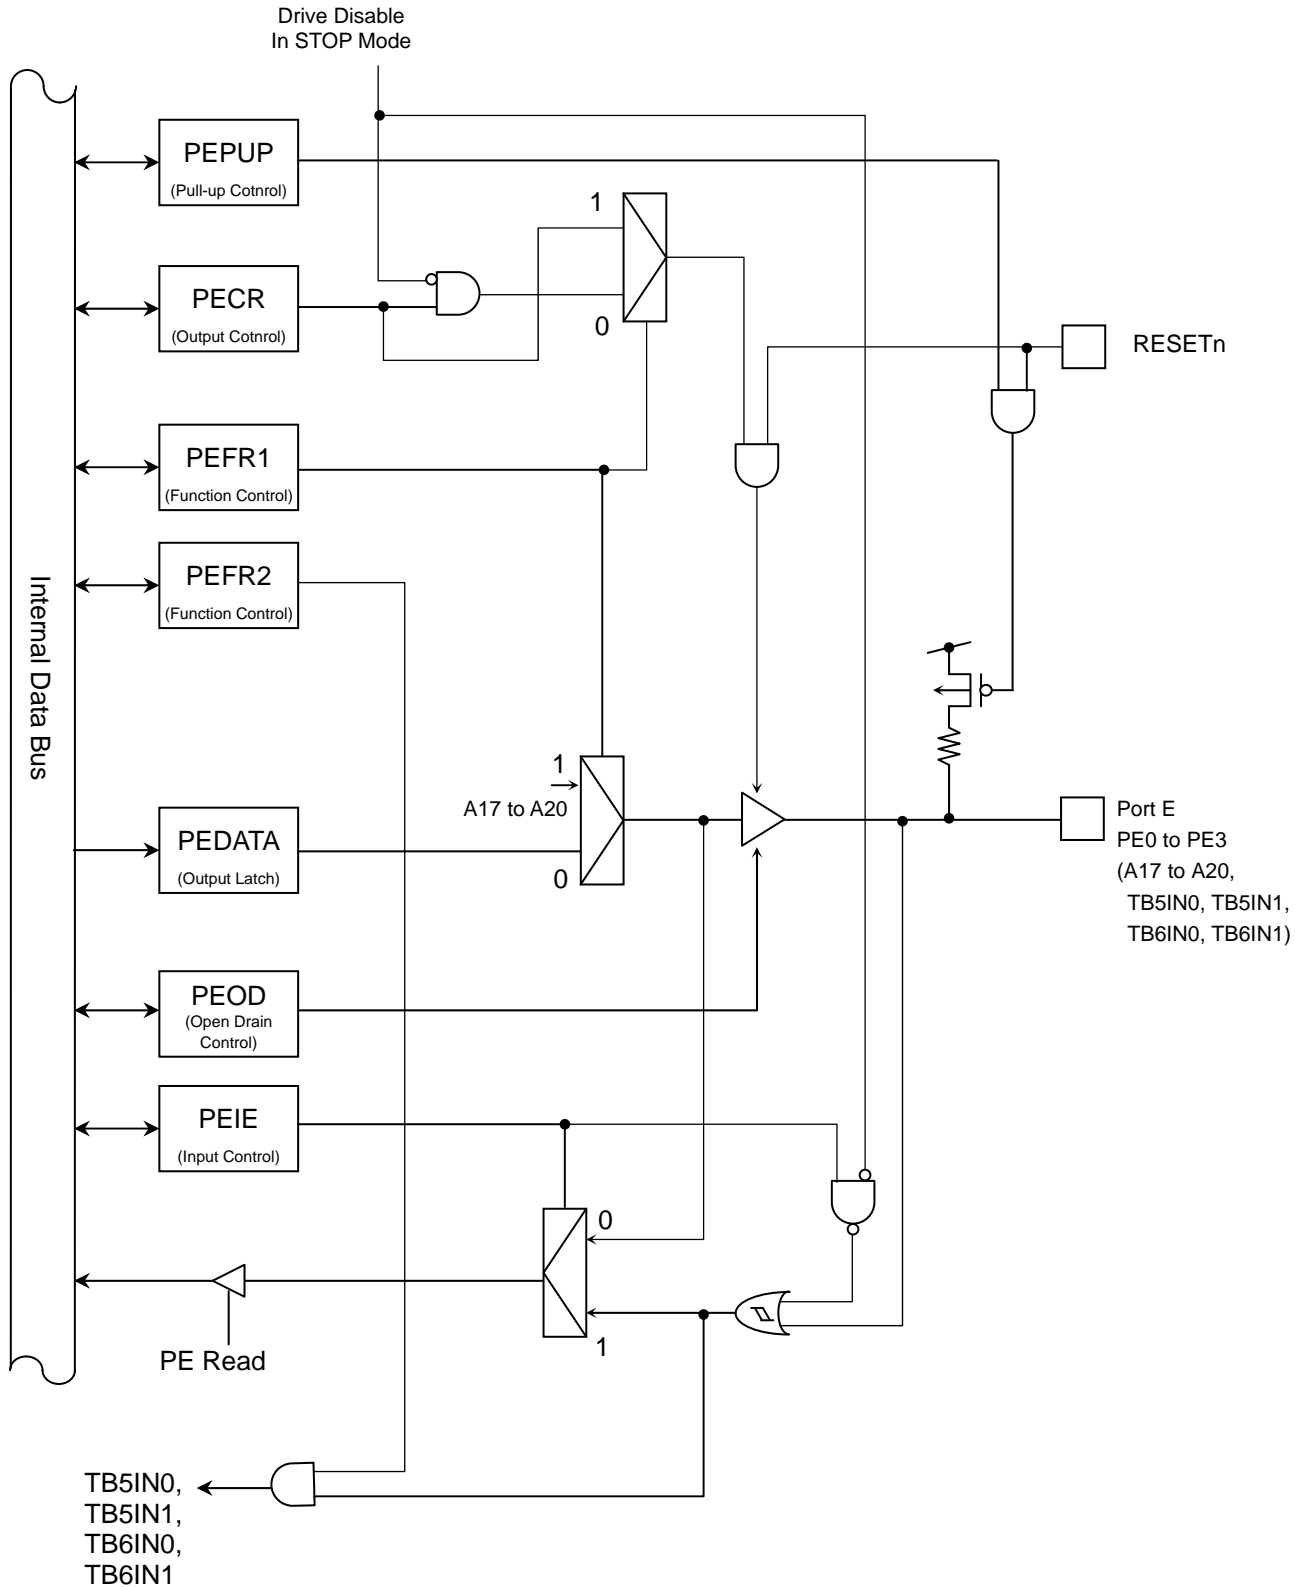 Drive Disable
In STOP Mode
PEPUP
(Pull-up Cotnrol)
1
PECR
(Output Cotnrol)
0
RESETn
PEFR1
(Function Control)
PEFR2
(Function Control)
Internal Data Bus
1
A17 to A20
PEDATA
(Output Latch)
0
Port E
PE0 to PE3
(A17 to A20,
TB5IN0, TB5IN1,
TB6IN0, TB6IN1)
PEOD
(Open Drain
Control)
PEIE
(Input Control)
0
1
PE Read
TB5IN0,
TB5IN1,
TB6IN0,
TB6IN1